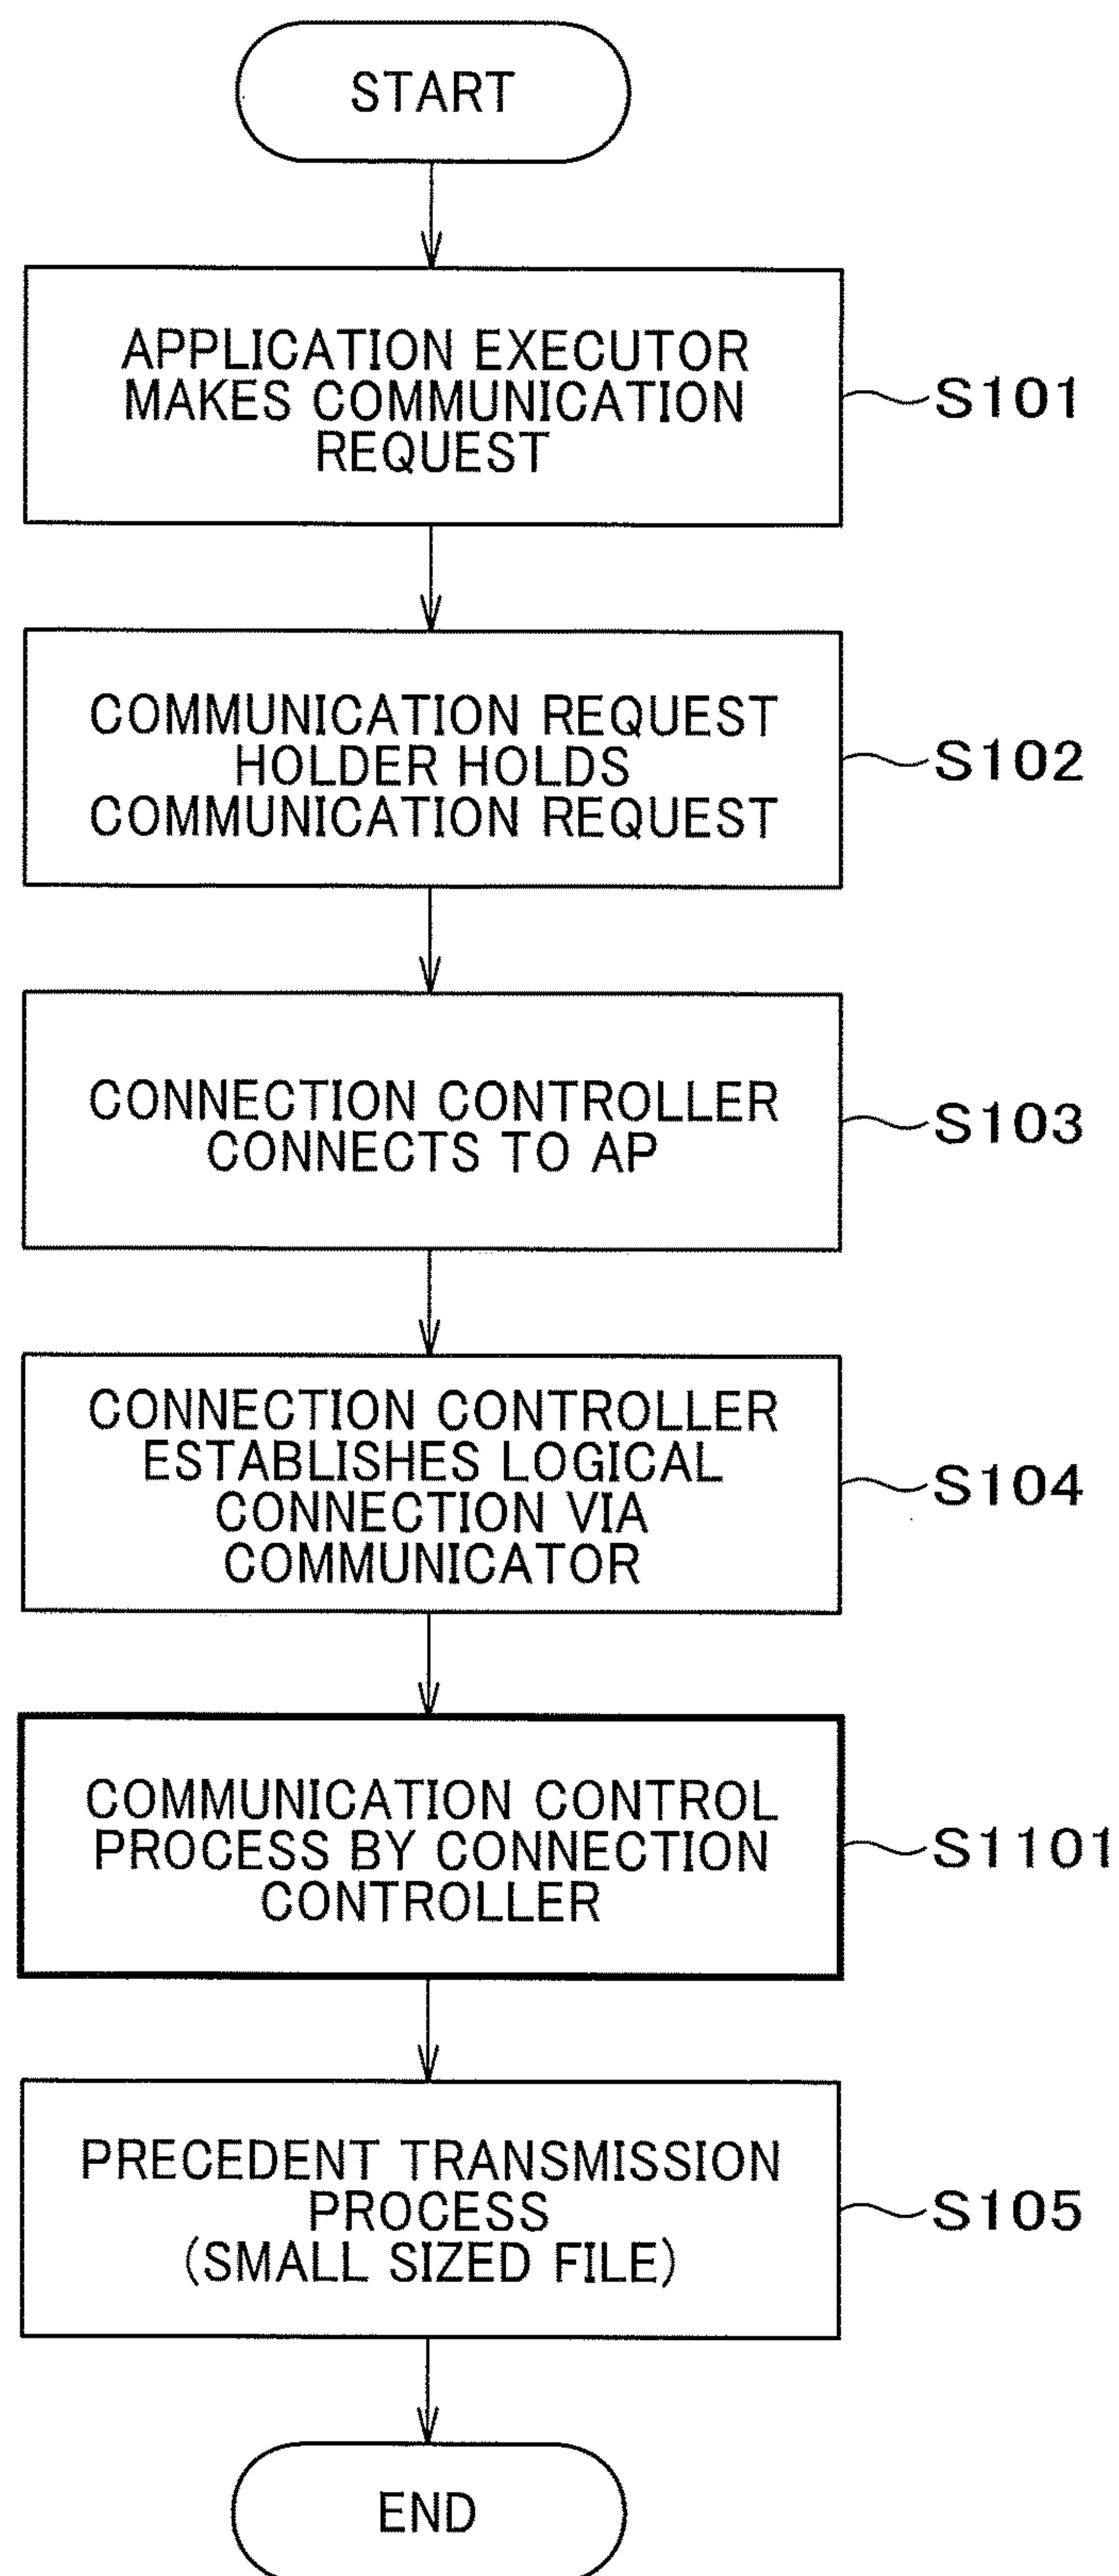 START
APPLICATION EXECUTOR
MAKES COMMUNICATION
REQUEST
S101
COMMUNICATION REQUEST
HOLDER HOLDS
COMMUNICATION REQUEST
S102
CONNECTION CONTROLLER
CONNECTS TO AP
S103
CONNECTION CONTROLLER
ESTABLISHES LOGICAL
CONNECTION VIA
COMMUNICATOR
S104
COMMUNICATION CONTROL
PROCESS BY CONNECTION
CONTROLLER
S1101
PRECEDENT TRANSMISSION
PROCESS
(SMALL SIZED FILE)
S105
END